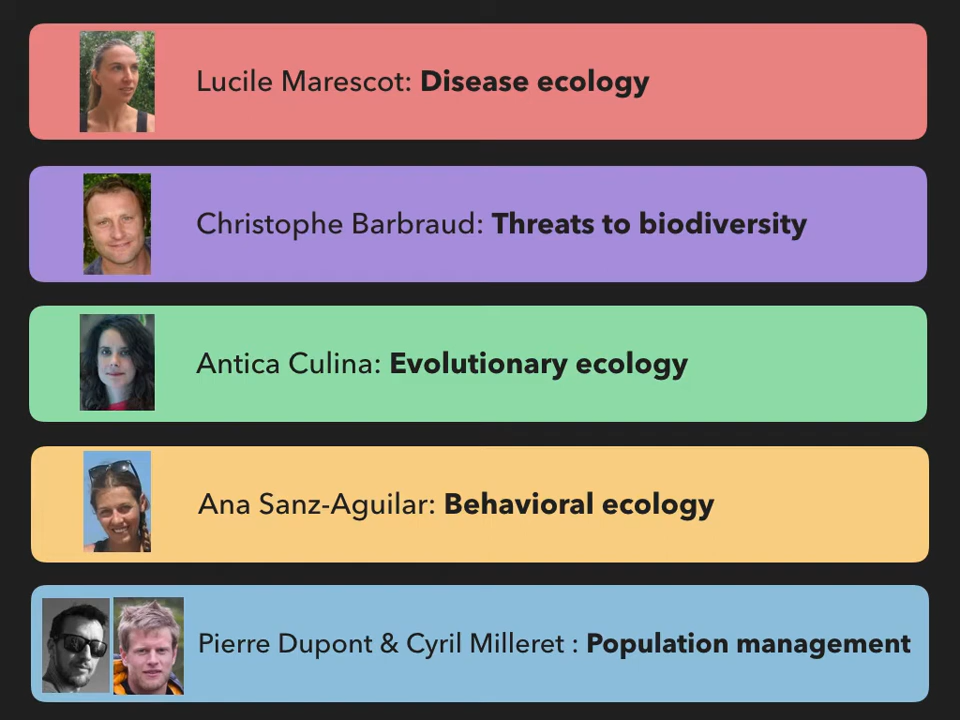 Lucile Marescot: Disease ecology
Christophe Barbraud: Threats to biodiversity
Antica Culina: Evolutionary ecology
Ana Sanz-Aguilar: Behavioral ecology
Pierre Dupont & Cyril Milleret : Population management